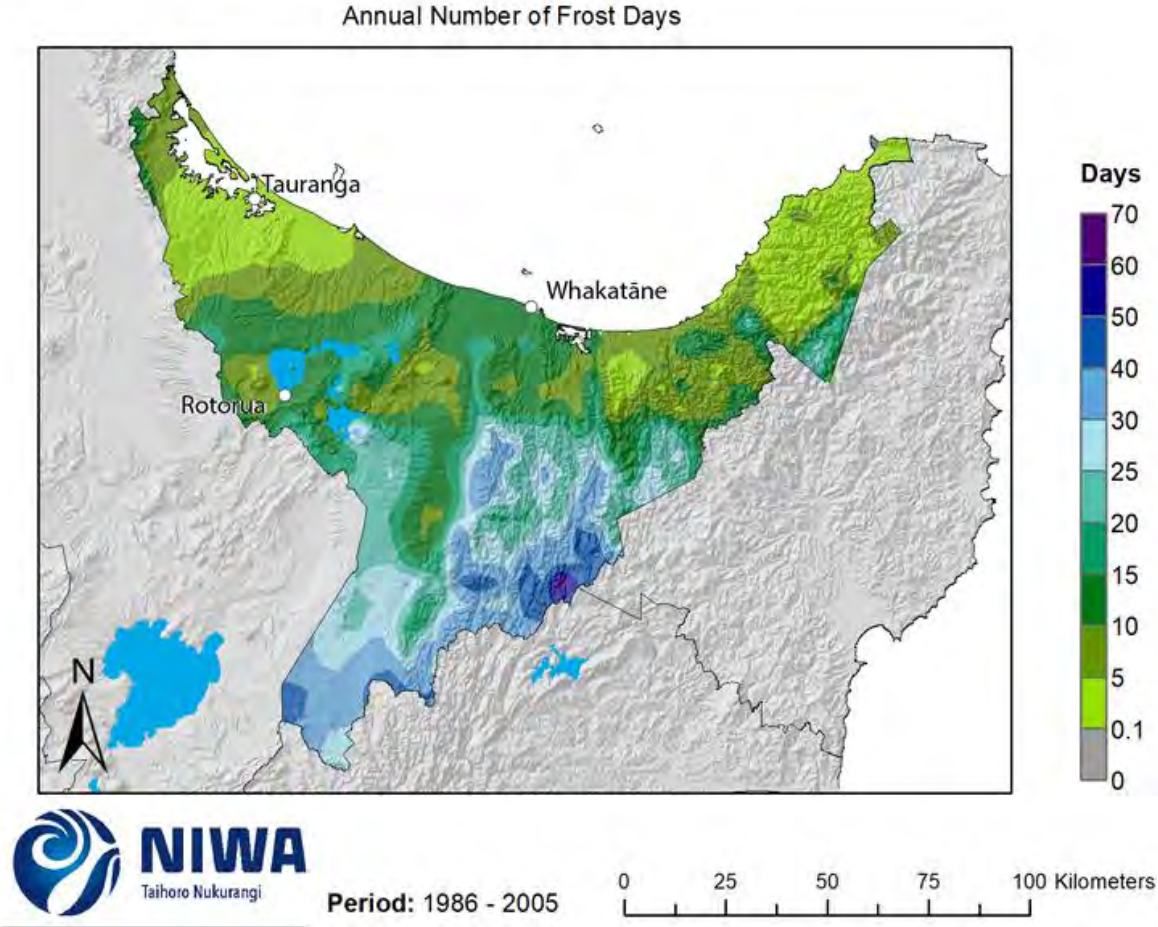 Annual Number of Frost Days
Tauranga
Whakatāne
Rotorua
N
Days
70
60
50
40
30
25
20
15
10
5
0.1
0
NIWA
Taihoro Nukurangi
Period: 1986 - 2005
0 25 50 75 100 Kilometers